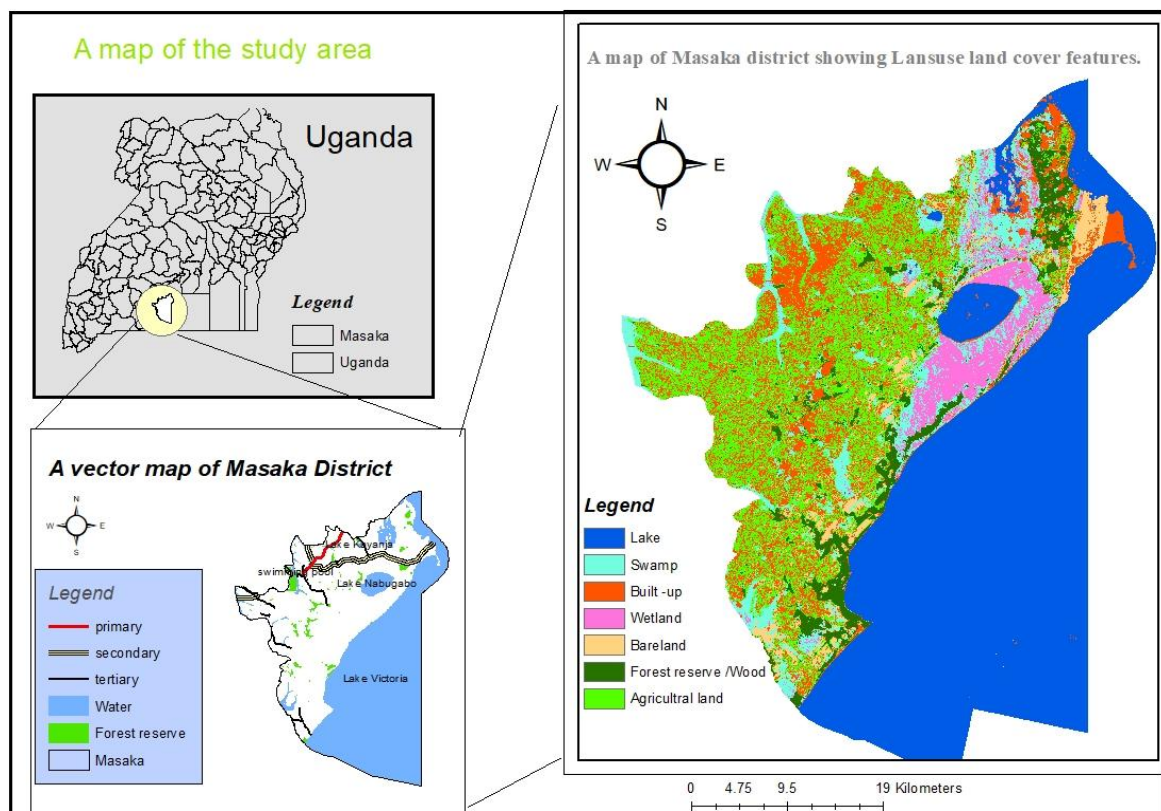 A map of the study area
Uganda
Legend
Masaka
Uganda
A vector map of Masaka District
N
W
E
S
Legend
primary
secondary
tertiary
Water
Forest reserve
Masaka
Lake Kayanja
swimming pool
Lake Nabugabo
Lake Victoria
A map of Masaka district showing Lansuse land cover features.
N
W
E
S
Legend
Lake
Swamp
Built -up
Wetland
Bareland
Forest reserve /Wood
Agricultral land
0 4.75 9.5 19 Kilometers